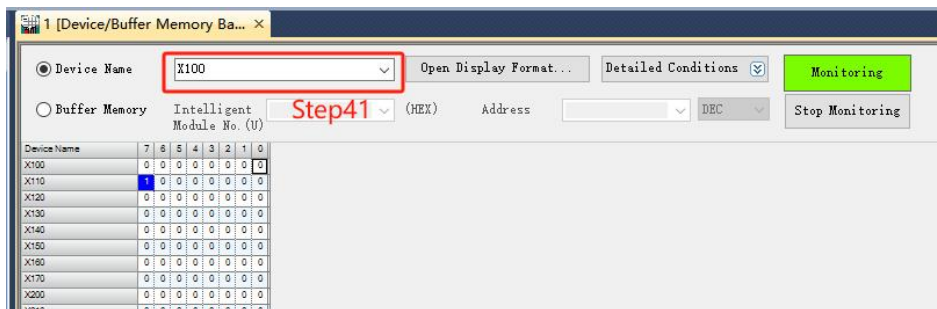 1 [Device/Buffer Memory Ba... ×
Device Name X100 Open Display Format... Detailed Conditions Monitoring
Buffer Memory Intelligent Module No.(U) Step41 (HEX) Address DEC Stop Monitoring
Device Name 7 6 5 4 3 2 1 0
X100 0 0 0 0 0 0 0 0
X110 1 0 0 0 0 0 0 0
X120 0 0 0 0 0 0 0 0
X130 0 0 0 0 0 0 0 0
X140 0 0 0 0 0 0 0 0
X150 0 0 0 0 0 0 0 0
X160 0 0 0 0 0 0 0 0
X170 0 0 0 0 0 0 0 0
X200 0 0 0 0 0 0 0 0